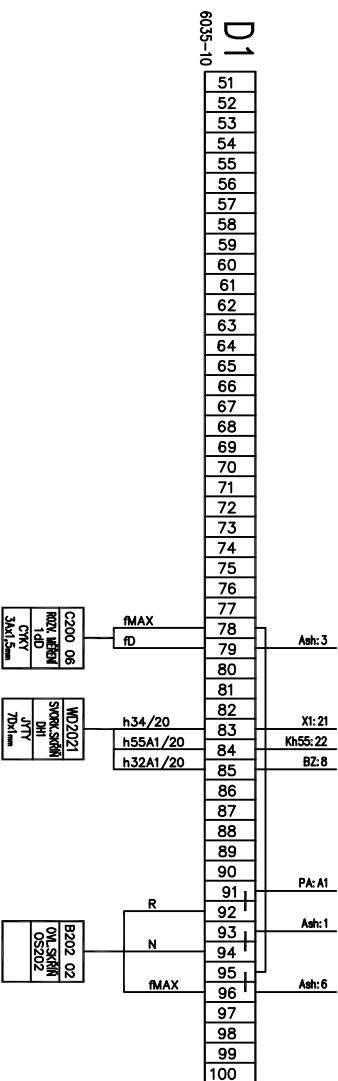 D1
6035-10
51
52
53
54
55
56
57
58
59
60
61
62
63
64
65
66
67
68
69
70
71
72
73
74
75
76
77
78
79
80
81
82
83
84
85
86
87
88
89
90
91
92
93
94
95
96
97
98
99
100
fMAX
fD
h34/20
h55A1/20
h32A1/20
R
N
fMAX
Ash:3
X1:21
Kh55:22
BZ:8
PA:A1
Ash:1
Ash:6
C200 06
ROZV. MĚŘENÍ
1dD
CYKY
3Ax1,5mm
WD2021
SVORK.SKŘÍŇ
DH1
JYTY
7Dx1mm
B202 02
OVL.SKŘÍŇ
OS202